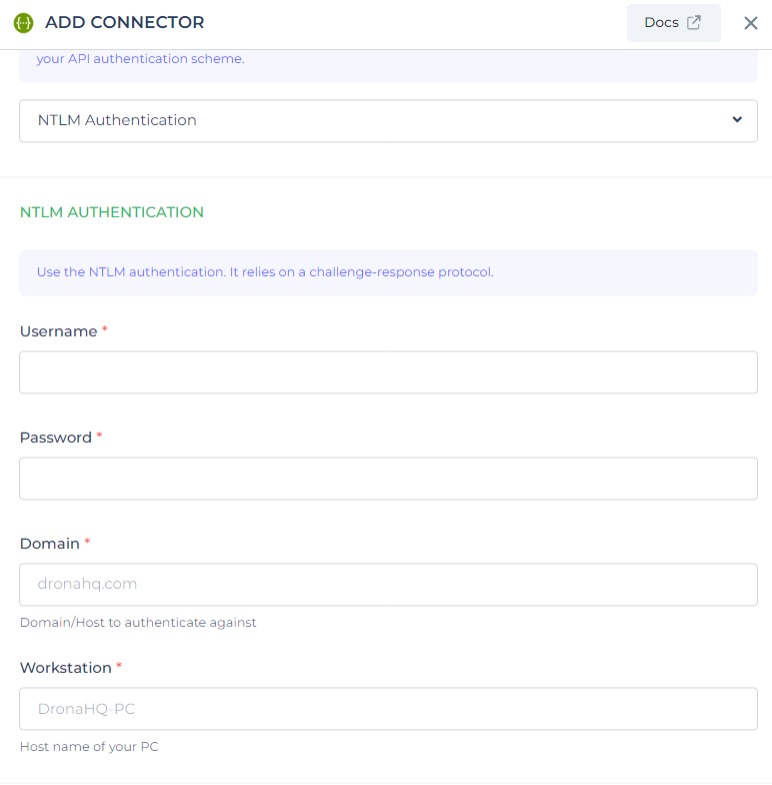 ADD CONNECTOR
Docs
your API authentication scheme.
NTLM Authentication
NTLM AUTHENTICATION
Use the NTLM authentication. It relies on a challenge-response protocol.
Username *
Password *
Domain *
dronahq.com
Domain/Host to authenticate against
Workstation *
DronaHQ-PC
Host name of your PC